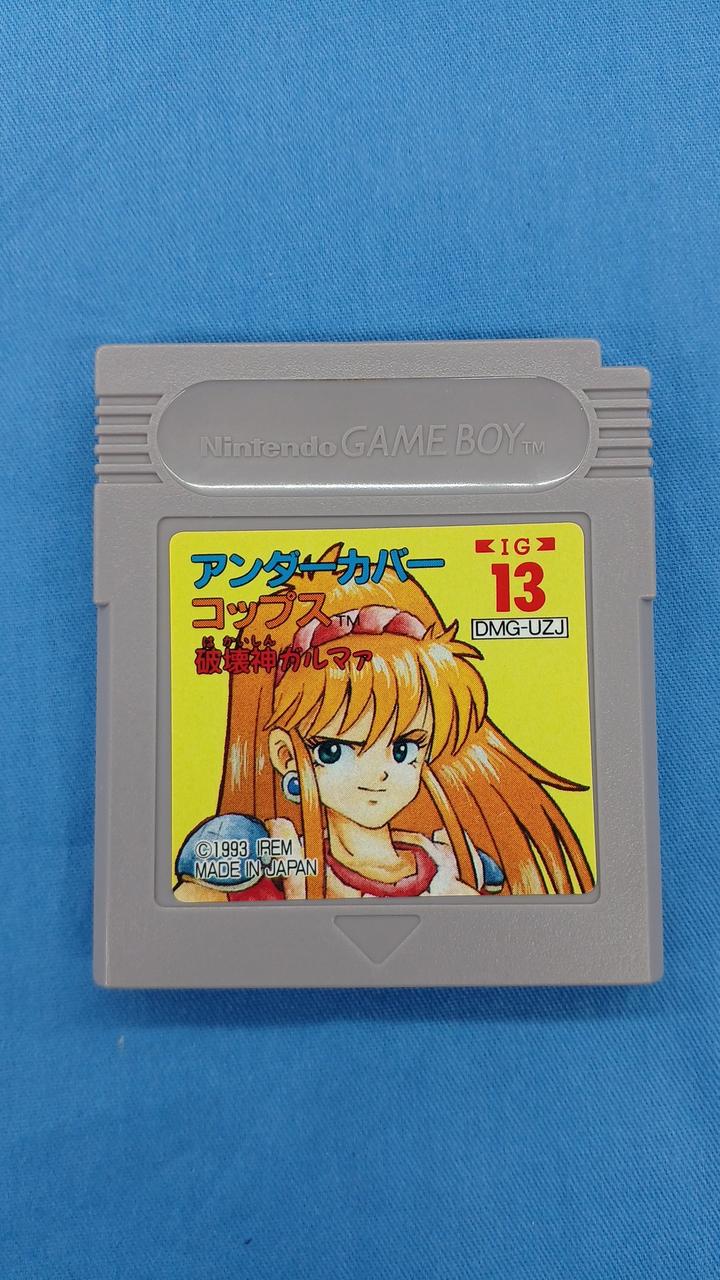 Nintendo GAME BOY™
アンダーカバー
コップス™
はかいしん
破壊神ガルマァ
IG
13
DMG-UZJ
©1993 IREM
MADE IN JAPAN